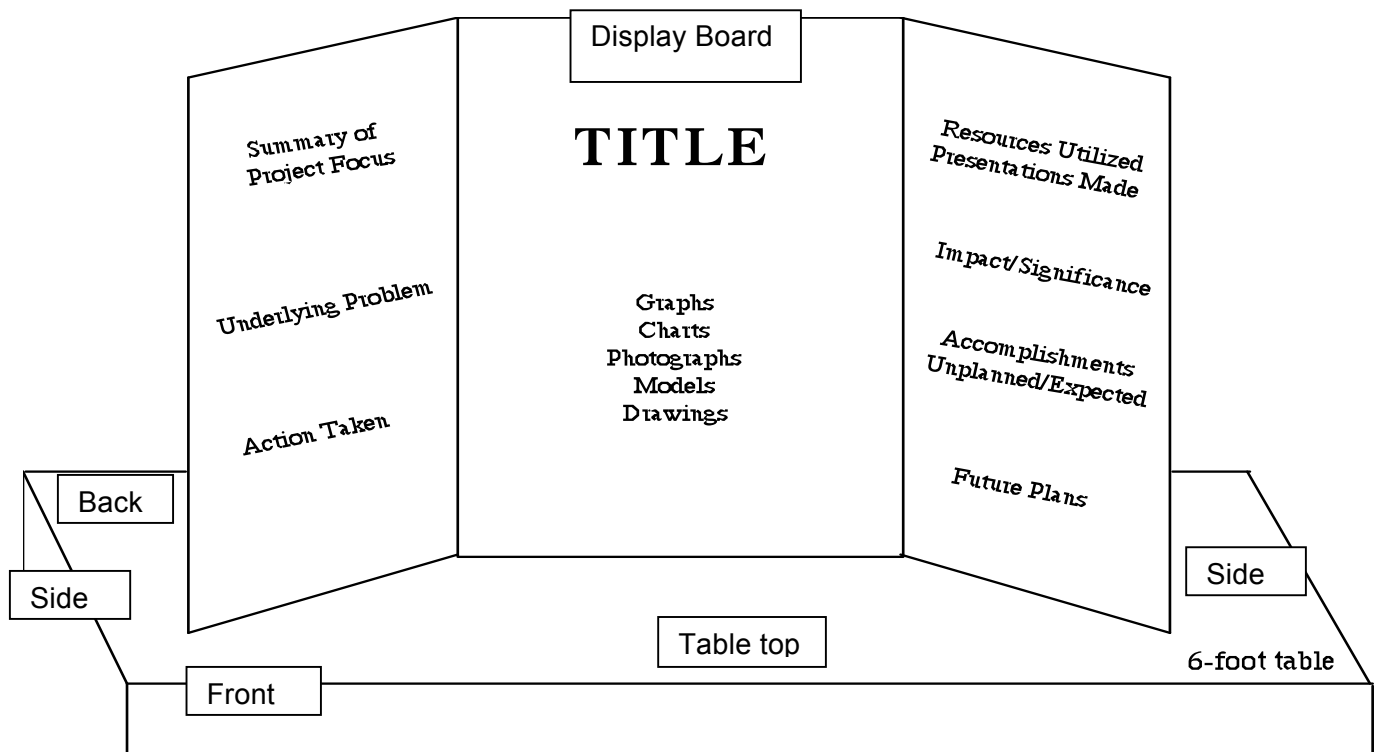 Display Board
Summary of
Project Focus
Underlying Problem
Action Taken
TITLE
Graphs
Charts
Photographs
Models
Drawings
Resources Utilized
Presentations Made
Impact/Significance
Accomplishments
Unplanned/Expected
Future Plans
Back
Side
Side
Table top
6-foot table
Front